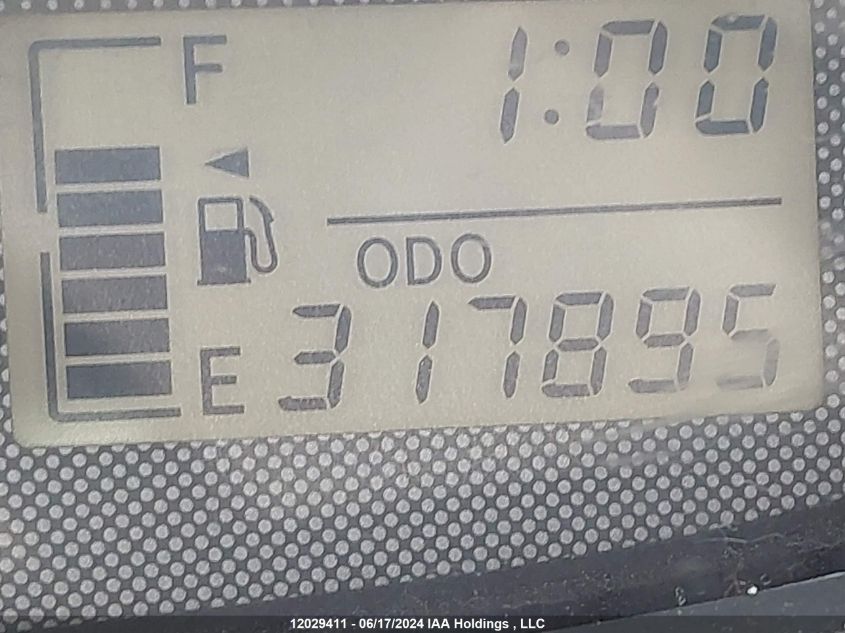 F 1:00
ODO
E 317895
12029411 - 06/17/2024 IAA Holdings , LLC